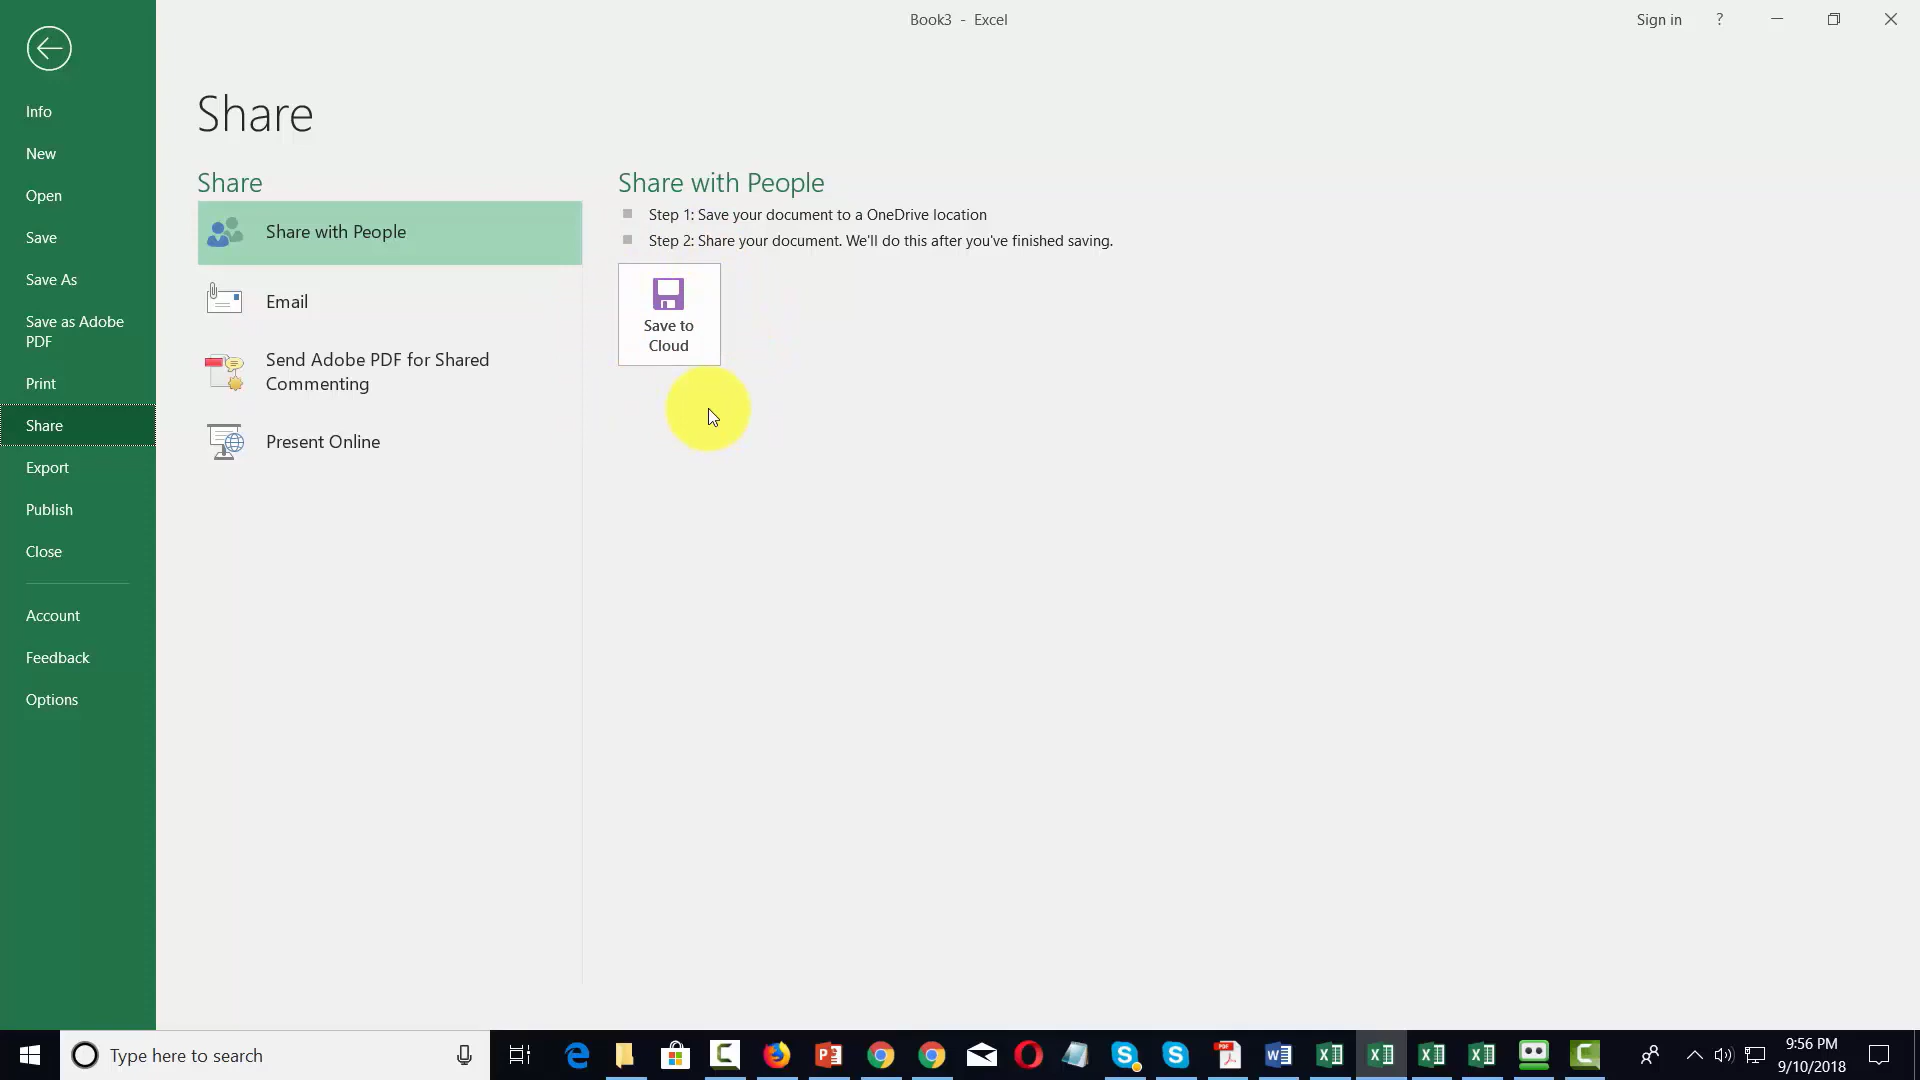 Book3 - Excel
Sign in
?
Info
New
Open
Save
Save As
Save as Adobe
PDF
Print
Share
Export
Publish
Close
Account
Feedback
Options
Share
Share
Share with People
Email
Send Adobe PDF for Shared
Commenting
Present Online
Share with People
Step 1: Save your document to a OneDrive location
Step 2: Share your document. We'll do this after you've finished saving.
Save to
Cloud
Type here to search
9:56 PM
9/10/2018